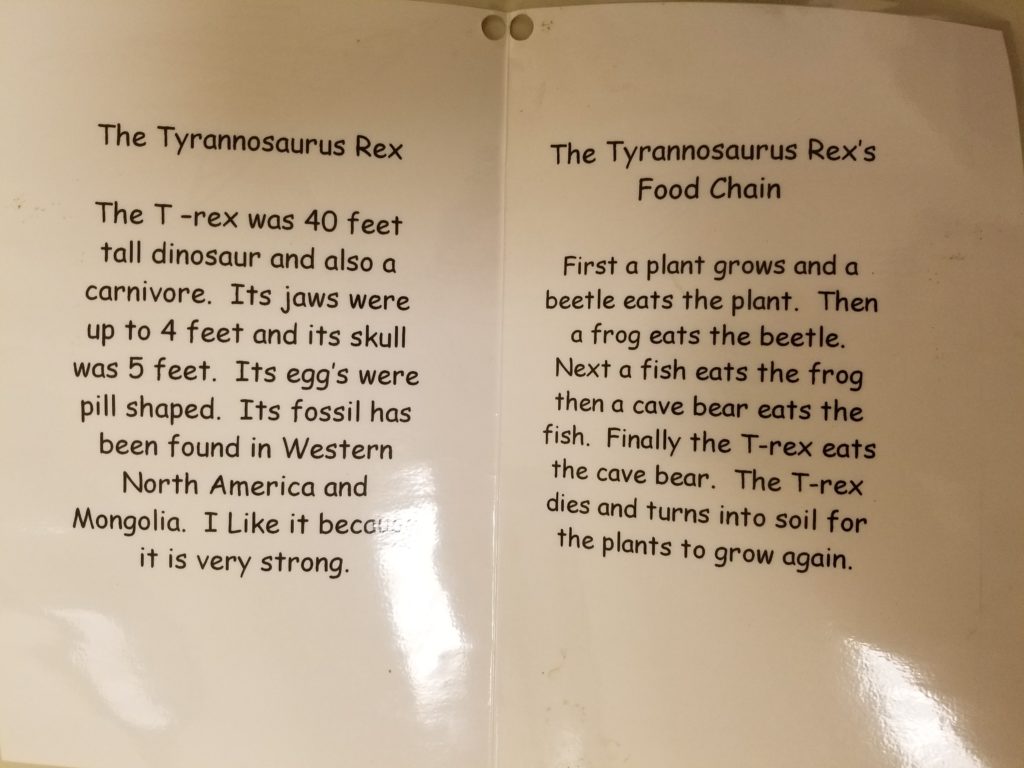 The Tyrannosaurus Rex
The T -rex was 40 feet
tall dinosaur and also a
carnivore. Its jaws were
up to 4 feet and its skull
was 5 feet. Its egg's were
pill shaped. Its fossil has
been found in Western
North America and
Mongolia. I Like it because
it is very strong.
The Tyrannosaurus Rex's
Food Chain
First a plant grows and a
beetle eats the plant. Then
a frog eats the beetle.
Next a fish eats the frog
then a cave bear eats the
fish. Finally the T-rex eats
the cave bear. The T-rex
dies and turns into soil for
the plants to grow again.